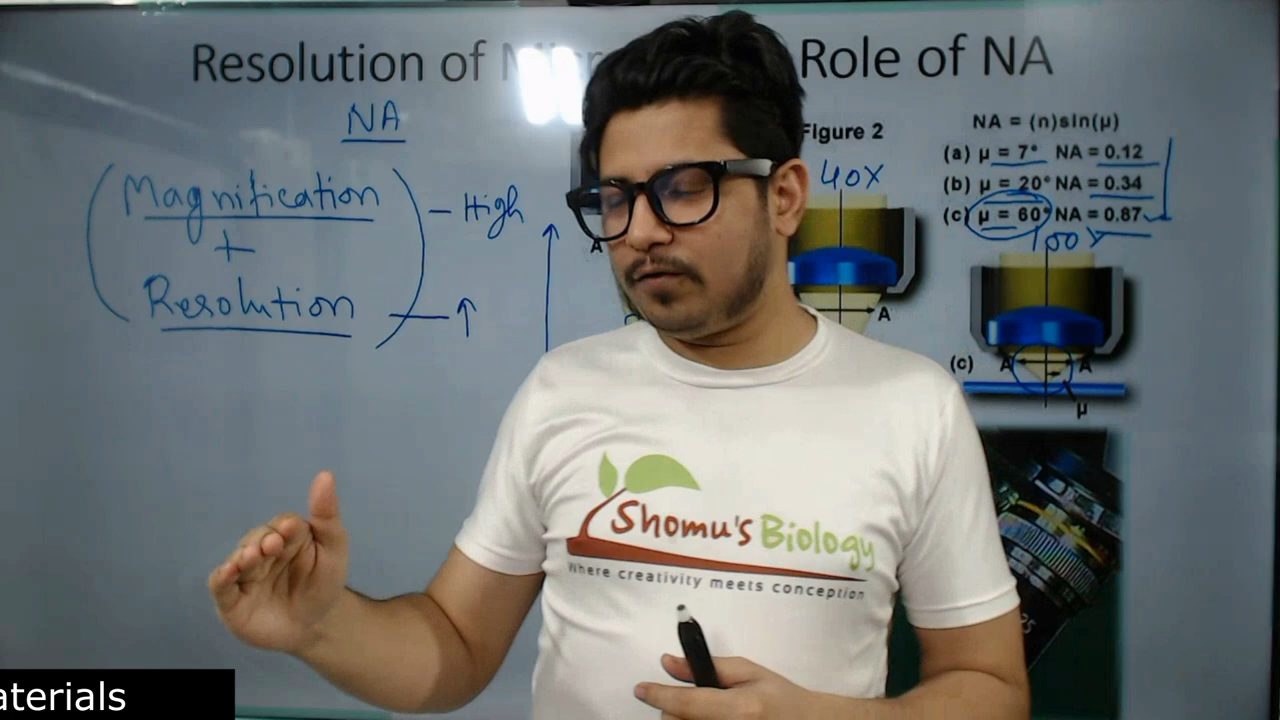 Resolution of Role of NA
NA
Magnification
+
Resolution
High
Figure 2
40X
NA = (n)sin(μ)
(a) μ = 7° NA = 0.12
(b) μ = 20° NA = 0.34
(c) μ = 60° NA = 0.87
100X
A
A
(c) A A
μ
Shomu's Biology
Where creativity meets conception
25
aterials